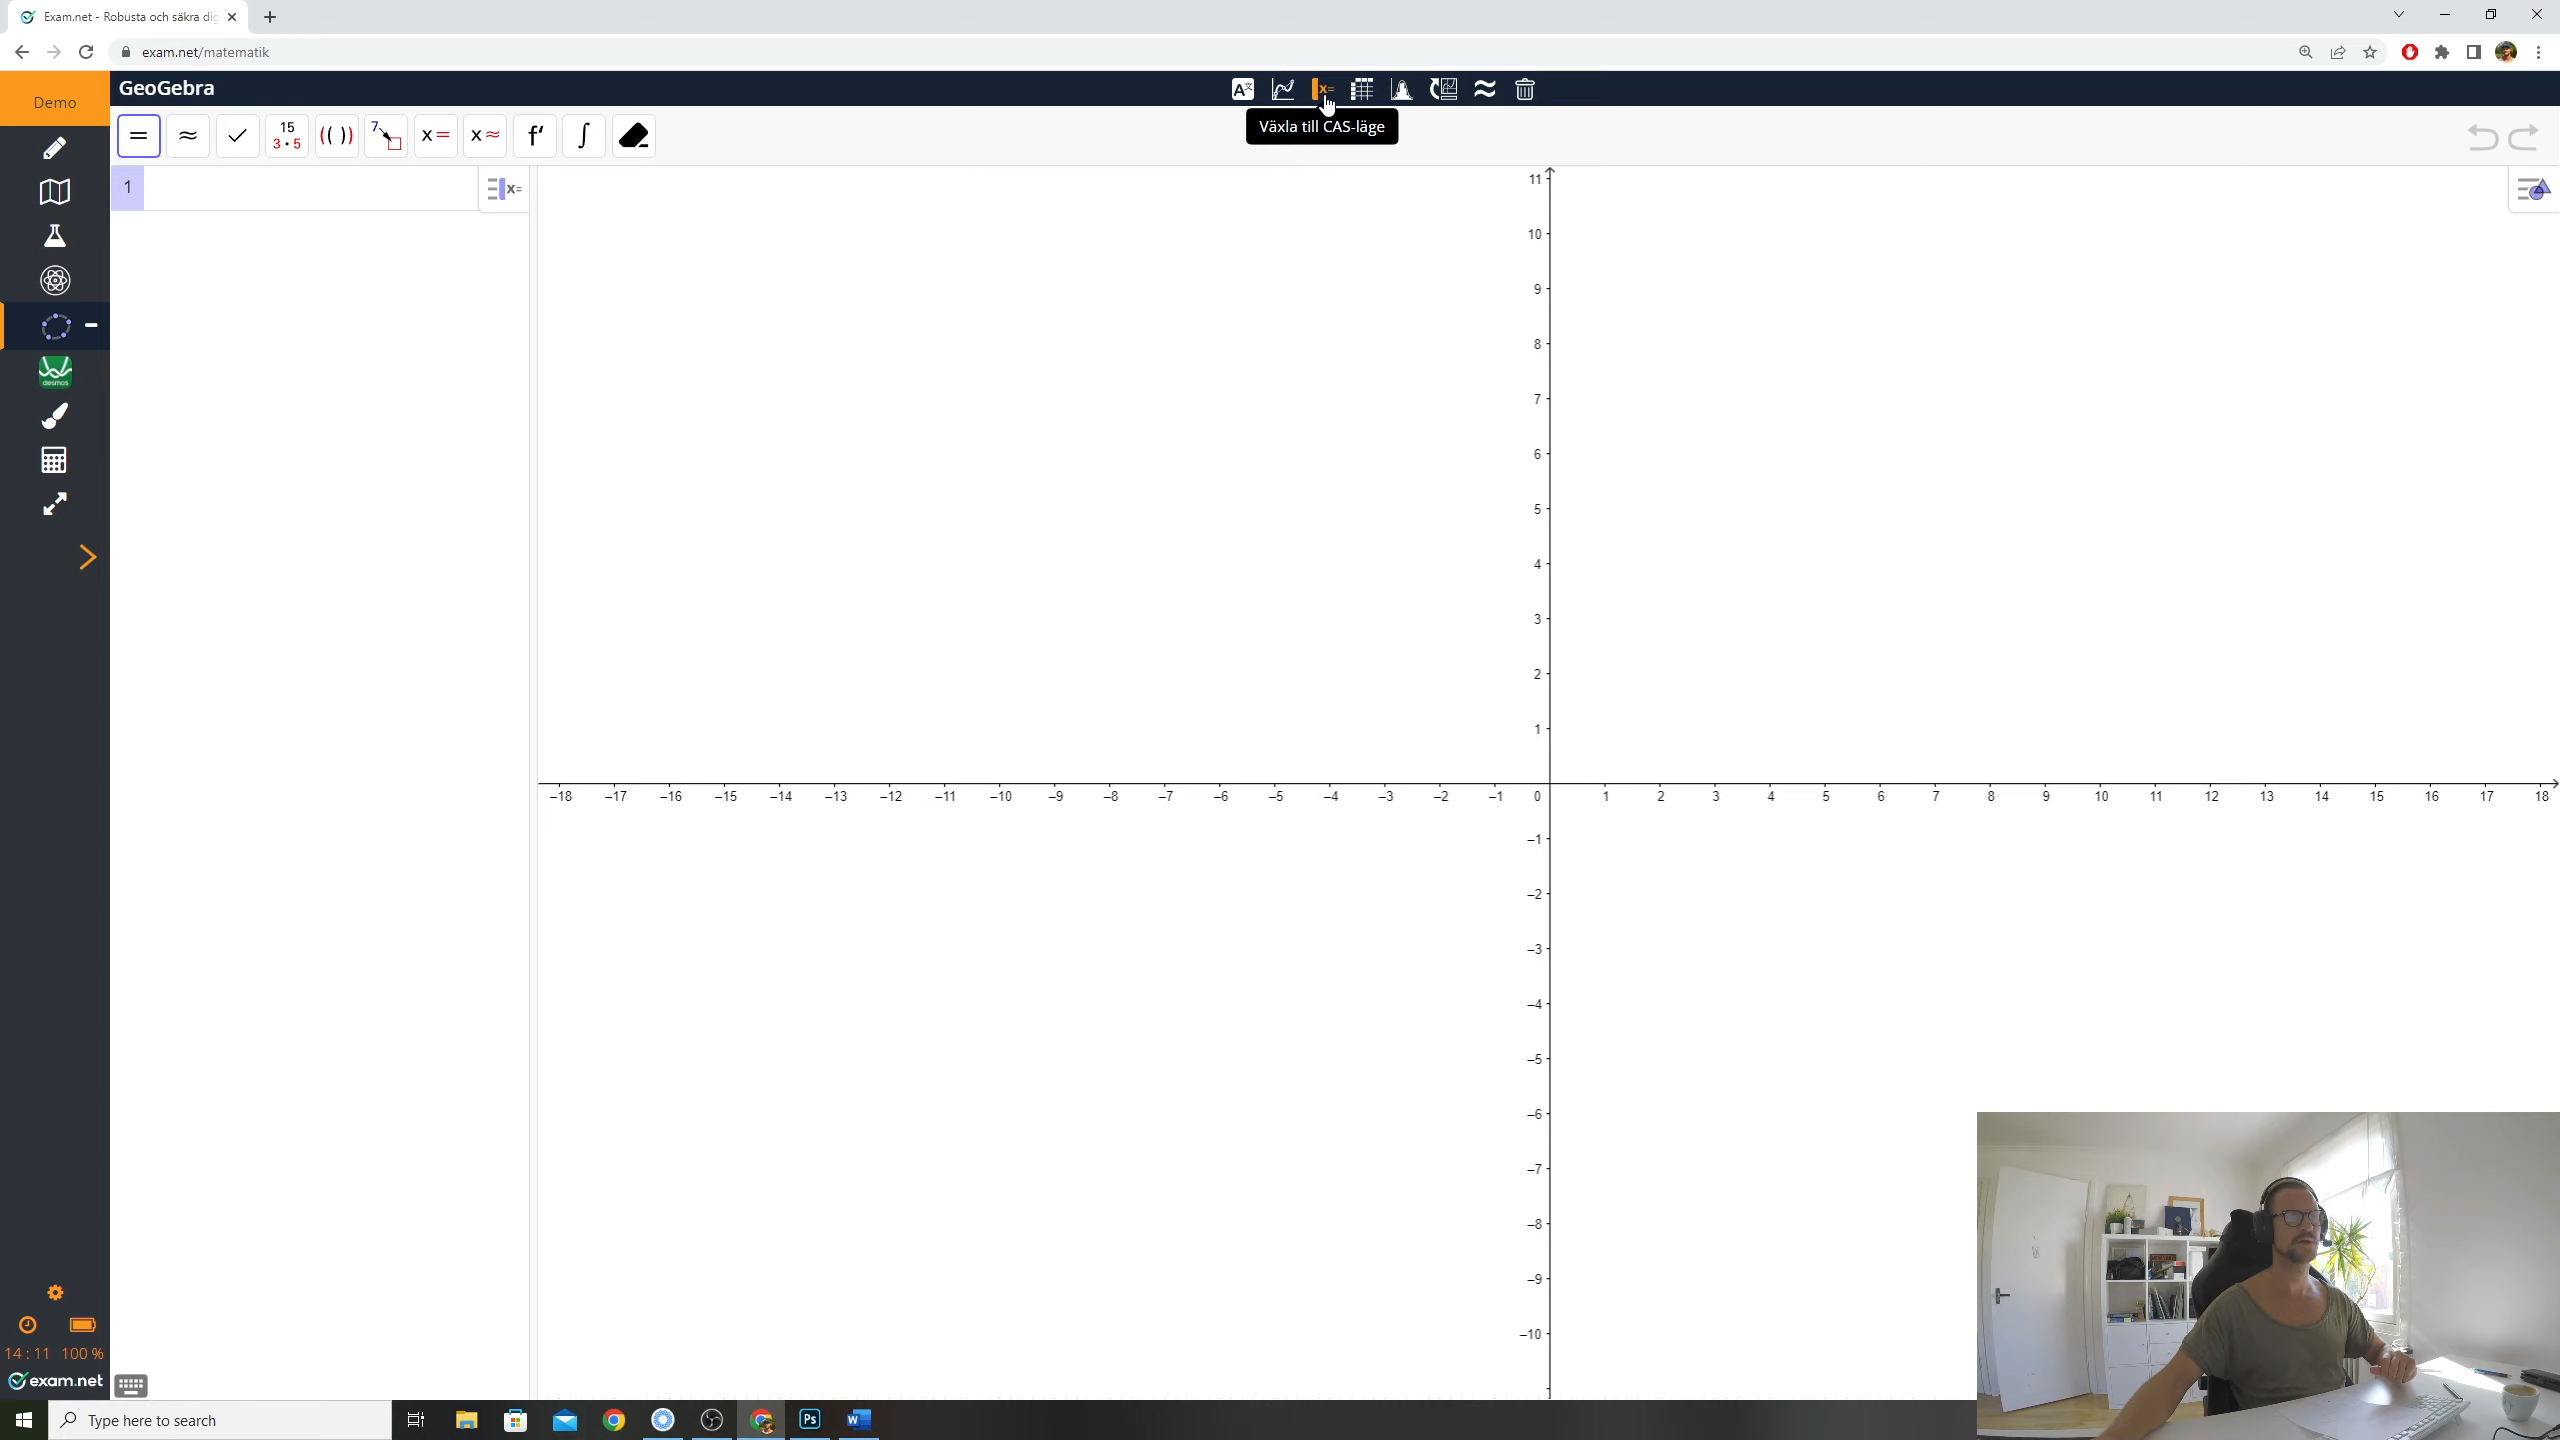 Exam.net - Robusta och säkra dig
exam.net/matematik
GeoGebra
Demo
Växla till CAS-läge
=
≈
✓
15
3·5
(( ))
7
x=
x≈
f'
∫
1
x=
11
10
9
8
7
6
5
4
3
2
1
−18 −17 −16 −15 −14 −13 −12 −11 −10 −9 −8 −7 −6 −5 −4 −3 −2 −1 0 1 2 3 4 5 6 7 8 9 10 11 12 13 14 15 16 17 18
−1
−2
−3
−4
−5
−6
−7
−8
−9
−10
desmos
14:11 100 %
exam.net
Type here to search
Ps